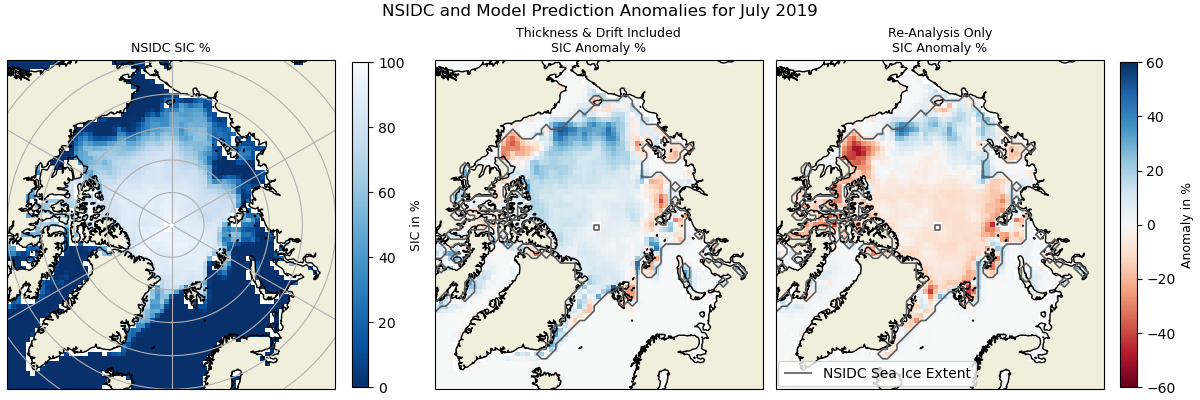 NSIDC and Model Prediction Anomalies for July 2019
NSIDC SIC %
Thickness & Drift Included
SIC Anomaly %
Re-Analysis Only
SIC Anomaly %
100
80
60
40
20
0
SIC in %
60
40
20
0
−20
−40
−60
Anomaly in %
NSIDC Sea Ice Extent